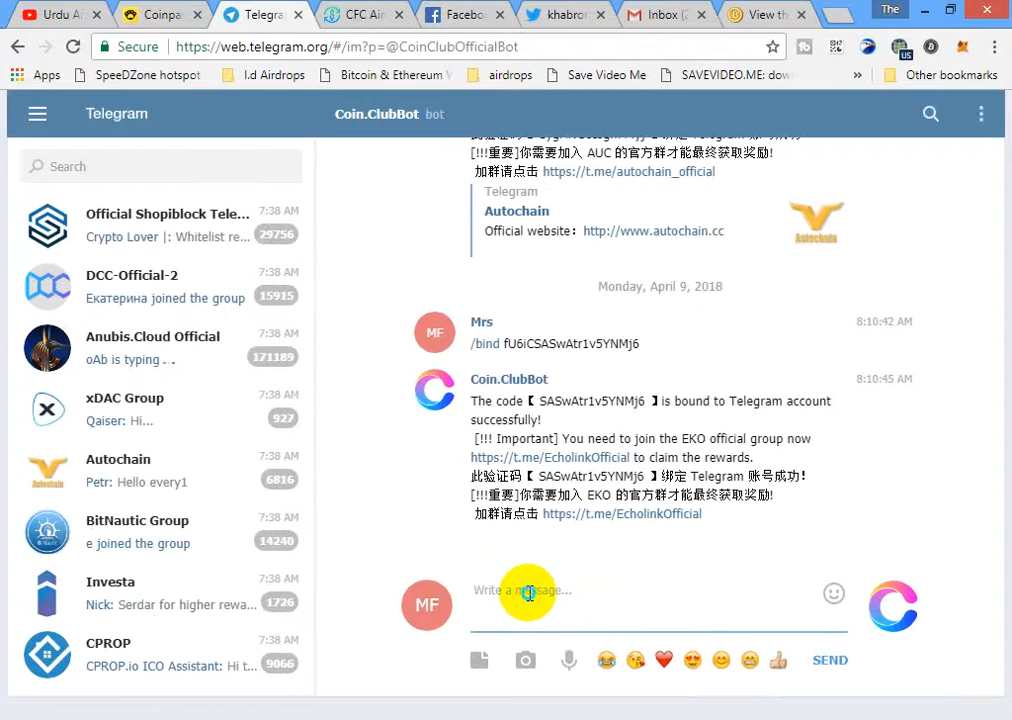 Urdu A
Coinpa
Telegra
CFC Ai
Facebo
khabro
Inbox (2
View th
The
Secure
https://web.telegram.org/#/im?p=@CoinClubOfficialBot
Apps
SpeeDZone hotspot
I.d Airdrops
Bitcoin & Ethereum
airdrops
Save Video Me
SAVEVIDEO.ME: dow
Other bookmarks
Telegram
Coin.ClubBot bot
Search
Official Shopiblock Tele...
7:38 AM
Crypto Lover |: Whitelist re...
29756
DCC-Official-2
7:38 AM
Екатерина joined the group
15915
Anubis.Cloud Official
7:38 AM
oAb is typing . . .
171189
xDAC Group
7:38 AM
Qaiser: Hi...
927
Autochain
7:38 AM
Petr: Hello every1
6816
BitNautic Group
7:38 AM
e joined the group
14240
Investa
7:38 AM
Nick: Serdar for higher rewa...
1726
CPROP
7:38 AM
CPROP.io ICO Assistant: Hi t...
9066
[!!!重要]你需要加入 AUC 的官方群才能最终获取奖励!
加群请点击 https://t.me/autochain_official
Telegram
Autochain
Official website：http://www.autochain.cc
Autochain
Monday, April 9, 2018
MF
Mrs
8:10:42 AM
/bind fU6iCSASwAtr1v5YNMj6
Coin.ClubBot
8:10:45 AM
The code【 SASwAtr1v5YNMj6 】is bound to Telegram account
successfully!
[!!! Important] You need to join the EKO official group now
https://t.me/EcholinkOfficial to claim the rewards.
此验证码【 SASwAtr1v5YNMj6 】绑定 Telegram 账号成功！
[!!!重要]你需要加入 EKO 的官方群才能最终获取奖励!
加群请点击 https://t.me/EcholinkOfficial
MF
Write a message...
SEND